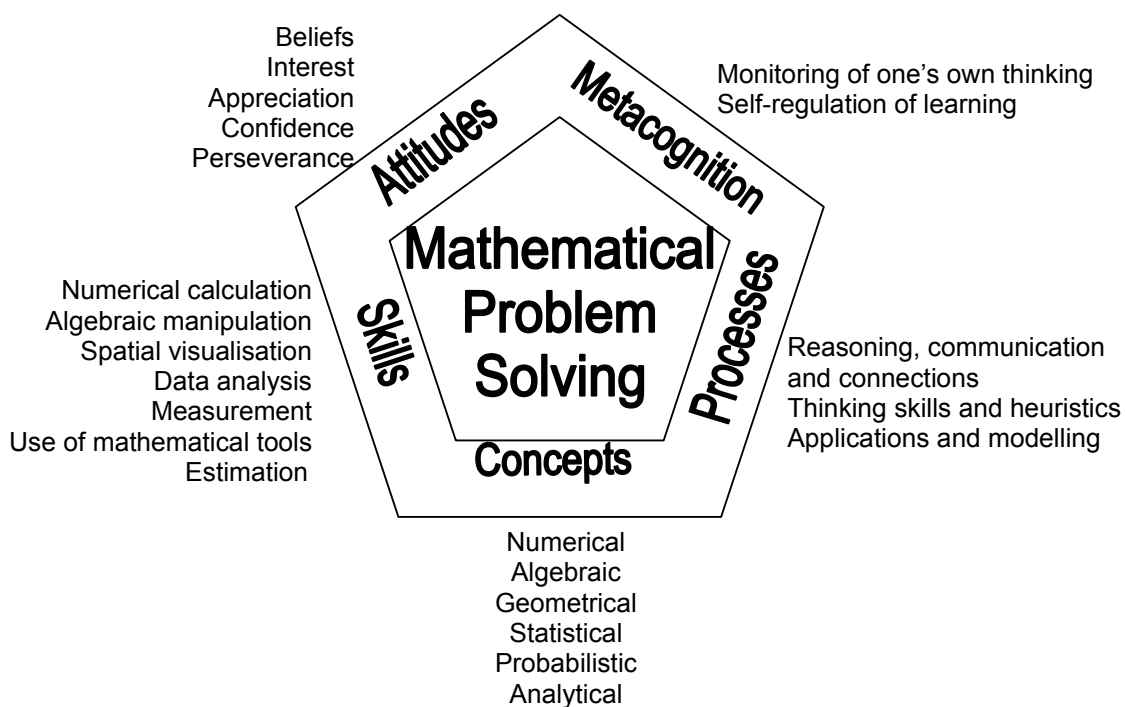 Beliefs
Interest
Appreciation
Confidence
Perseverance
Attitudes
Metacognition
Monitoring of one's own thinking
Self-regulation of learning
Mathematical
Problem
Solving
Numerical calculation
Algebraic manipulation
Spatial visualisation
Data analysis
Measurement
Use of mathematical tools
Estimation
Skills
Processes
Reasoning, communication
and connections
Thinking skills and heuristics
Applications and modelling
Concepts
Numerical
Algebraic
Geometrical
Statistical
Probabilistic
Analytical